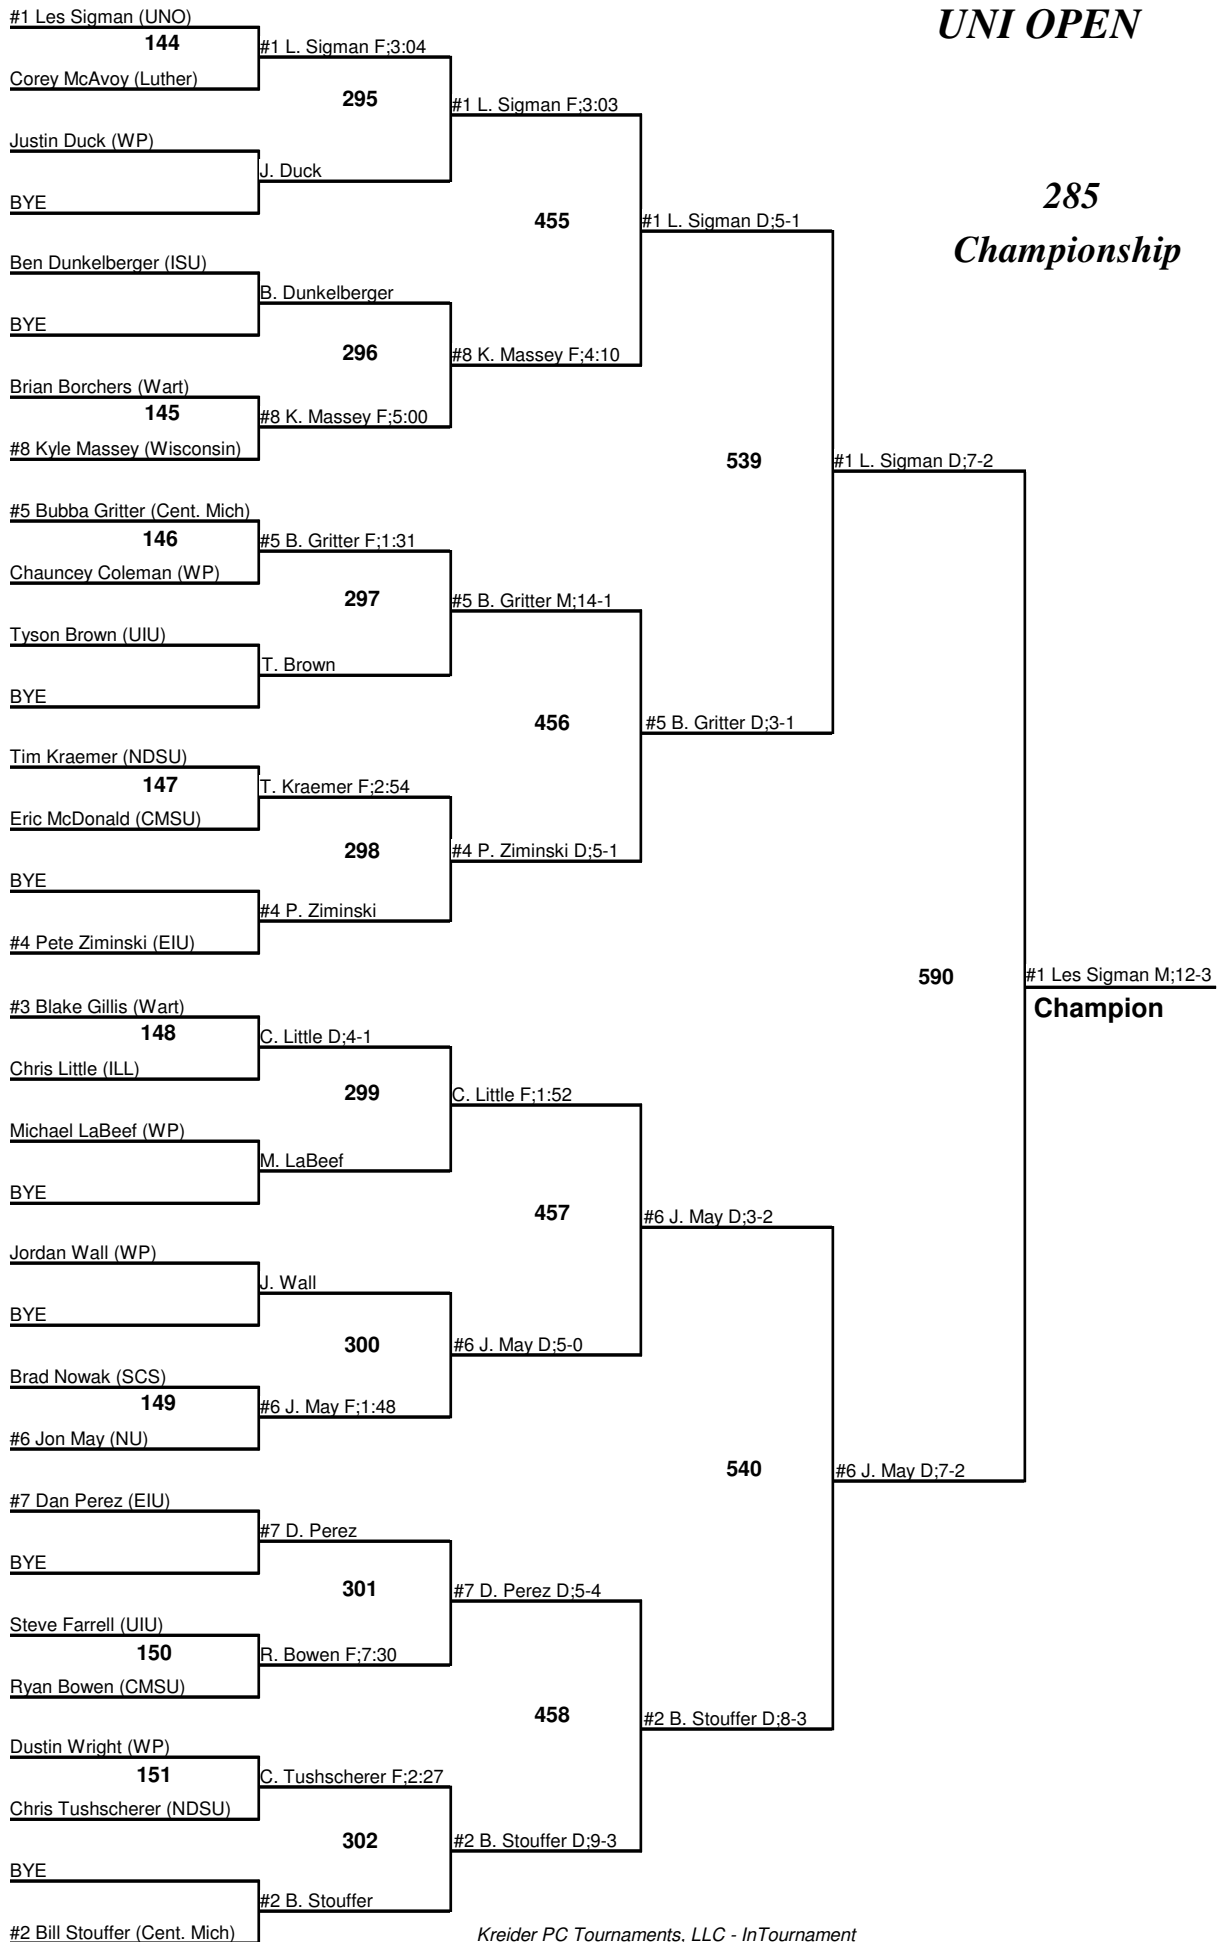 #1 Les Sigman (UNO)
UNI OPEN
144
#1 L. Sigman F;3:04
Corey McAvoy (Luther)
295
#1 L. Sigman F;3:03
Justin Duck (WP)
J. Duck
285
BYE
455
#1 L. Sigman D;5-1
Championship
Ben Dunkelberger (ISU)
B. Dunkelberger
BYE
296
#8 K. Massey F;4:10
Brian Borchers (Wart)
145
#8 K. Massey F;5:00
#8 Kyle Massey (Wisconsin)
539
#1 L. Sigman D;7-2
#5 Bubba Gritter (Cent. Mich)
146
#5 B. Gritter F;1:31
Chauncey Coleman (WP)
297
#5 B. Gritter M;14-1
Tyson Brown (UIU)
T. Brown
BYE
456
#5 B. Gritter D;3-1
Tim Kraemer (NDSU)
147
T. Kraemer F;2:54
Eric McDonald (CMSU)
298
#4 P. Ziminski D;5-1
BYE
#4 P. Ziminski
#4 Pete Ziminski (EIU)
590
#1 Les Sigman M;12-3
Champion
#3 Blake Gillis (Wart)
148
C. Little D;4-1
Chris Little (ILL)
299
C. Little F;1:52
Michael LaBeef (WP)
M. LaBeef
BYE
457
#6 J. May D;3-2
Jordan Wall (WP)
J. Wall
BYE
300
#6 J. May D;5-0
Brad Nowak (SCS)
149
#6 J. May F;1:48
#6 Jon May (NU)
540
#6 J. May D;7-2
#7 Dan Perez (EIU)
#7 D. Perez
BYE
301
#7 D. Perez D;5-4
Steve Farrell (UIU)
150
R. Bowen F;7:30
Ryan Bowen (CMSU)
458
#2 B. Stouffer D;8-3
Dustin Wright (WP)
151
C. Tushscherer F;2:27
Chris Tushscherer (NDSU)
302
#2 B. Stouffer D;9-3
BYE
#2 B. Stouffer
#2 Bill Stouffer (Cent. Mich)
Kreider PC Tournaments, LLC - InTournament